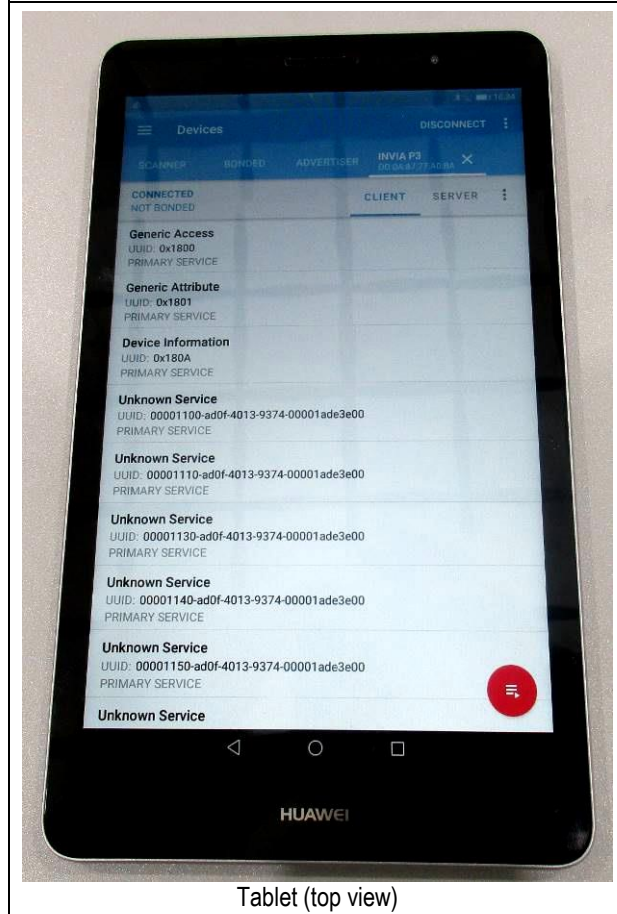 16:34
Devices
DISCONNECT
SCANNER BONDED ADVERTISER INVIA P3
CONNECTED
NOT BONDED
CLIENT SERVER
Generic Access
UUID: 0x1800
PRIMARY SERVICE
Generic Attribute
UUID: 0x1801
PRIMARY SERVICE
Device Information
UUID: 0x180A
PRIMARY SERVICE
Unknown Service
UUID: 00001100-ad0f-4013-9374-00001ade3e00
PRIMARY SERVICE
Unknown Service
UUID: 00001110-ad0f-4013-9374-00001ade3e00
PRIMARY SERVICE
Unknown Service
UUID: 00001130-ad0f-4013-9374-00001ade3e00
PRIMARY SERVICE
Unknown Service
UUID: 00001140-ad0f-4013-9374-00001ade3e00
PRIMARY SERVICE
Unknown Service
UUID: 00001150-ad0f-4013-9374-00001ade3e00
PRIMARY SERVICE
Unknown Service
HUAWEI
Tablet (top view)